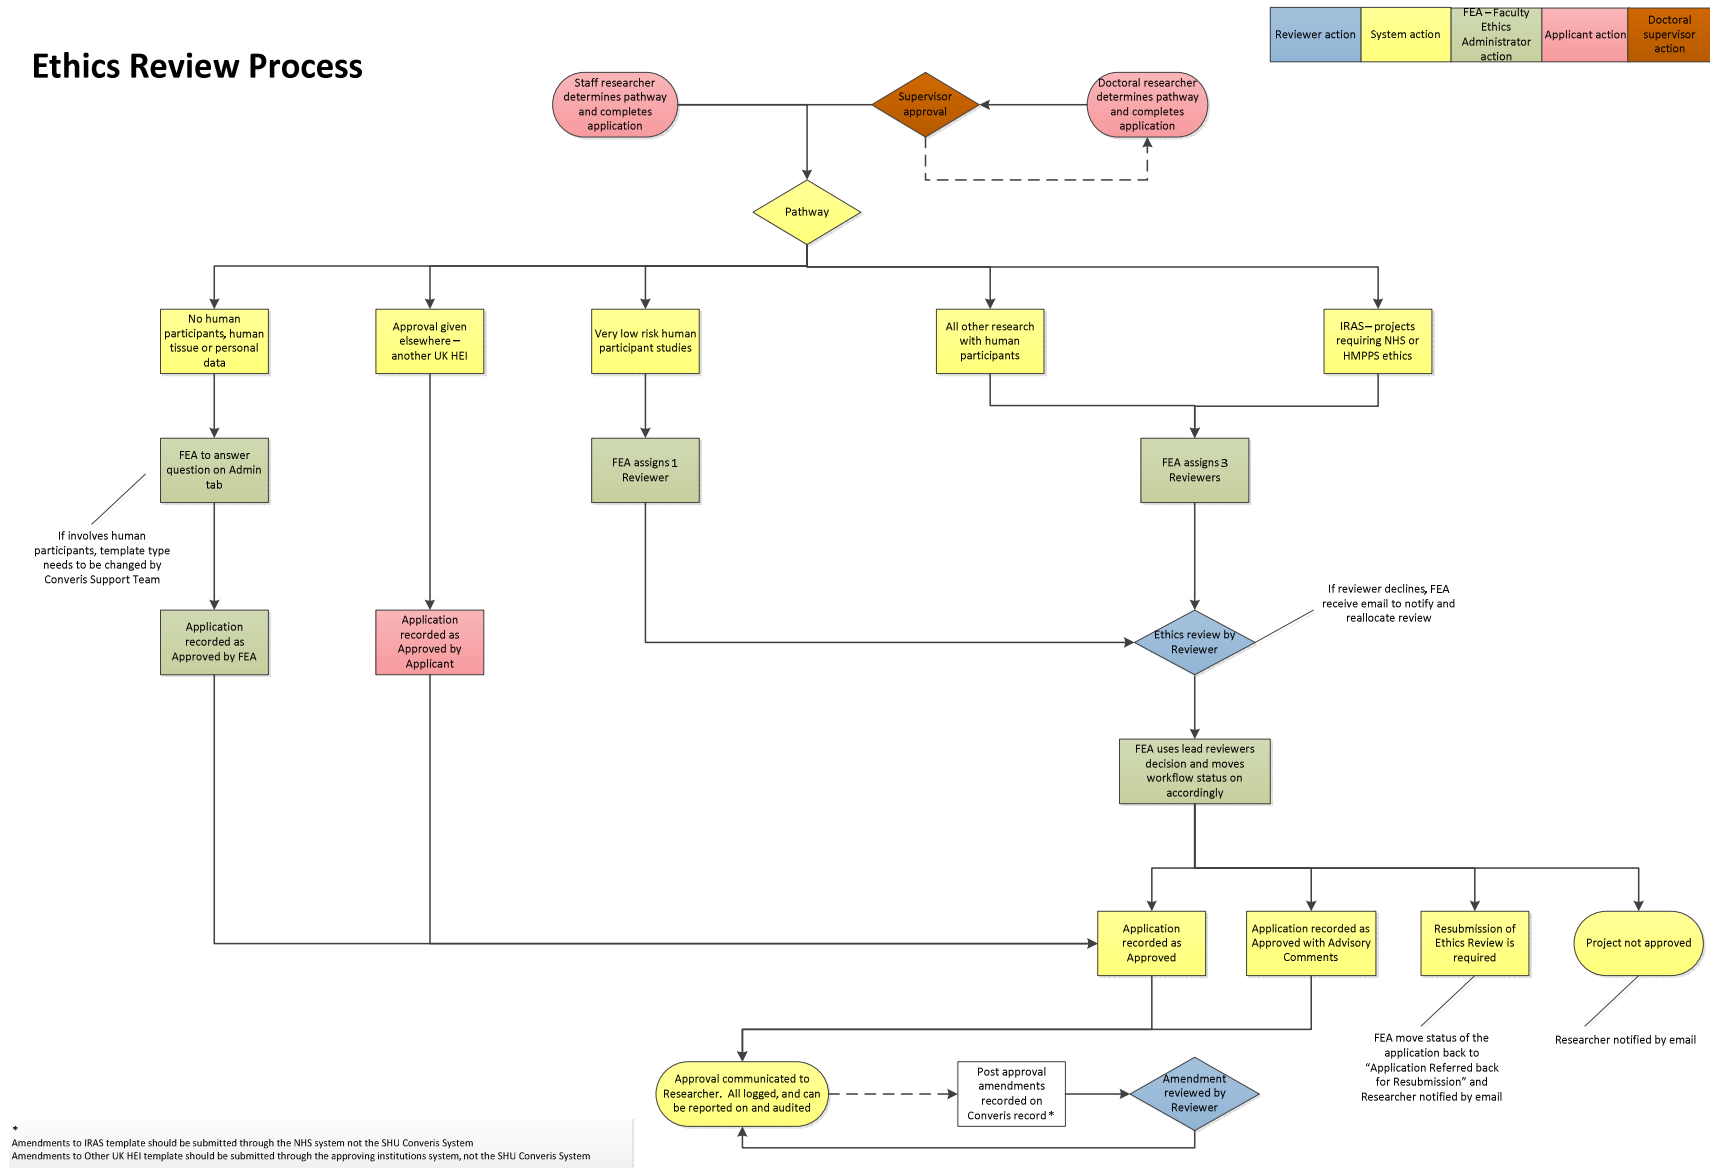 Ethics Review Process
Reviewer action
System action
FEA – Faculty
Ethics
Administrator
action
Applicant action
Doctoral
supervisor
action
Staff researcher
determines pathway
and completes
application
Supervisor
approval
Doctoral researcher
determines pathway
and completes
application
Pathway
No human
participants, human
tissue or personal
data
Approval given
elsewhere –
another UK HEI
Very low risk human
participant studies
All other research
with human
participants
IRAS – projects
requiring NHS or
HMPPS ethics
FEA to answer
question on Admin
tab
FEA assigns 1
Reviewer
FEA assigns 3
Reviewers
If involves human
participants, template type
needs to be changed by
Converis Support Team
Application
recorded as
Approved by FEA
Application
recorded as
Approved by
Applicant
Ethics review by
Reviewer
If reviewer declines, FEA
receive email to notify and
reallocate review
FEA uses lead reviewers
decision and moves
workflow status on
accordingly
Application
recorded as
Approved
Application recorded as
Approved with Advisory
Comments
Resubmission of
Ethics Review is
required
Project not approved
FEA move status of the
application back to
“Application Referred back
for Resubmission” and
Researcher notified by email
Researcher notified by email
Approval communicated to
Researcher.  All logged, and can
be reported on and audited
Post approval
amendments
recorded on
Converis record *
Amendment
reviewed by
Reviewer
*
Amendments to IRAS template should be submitted through the NHS system not the SHU Converis System
Amendments to Other UK HEI template should be submitted through the approving institutions system, not the SHU Converis System